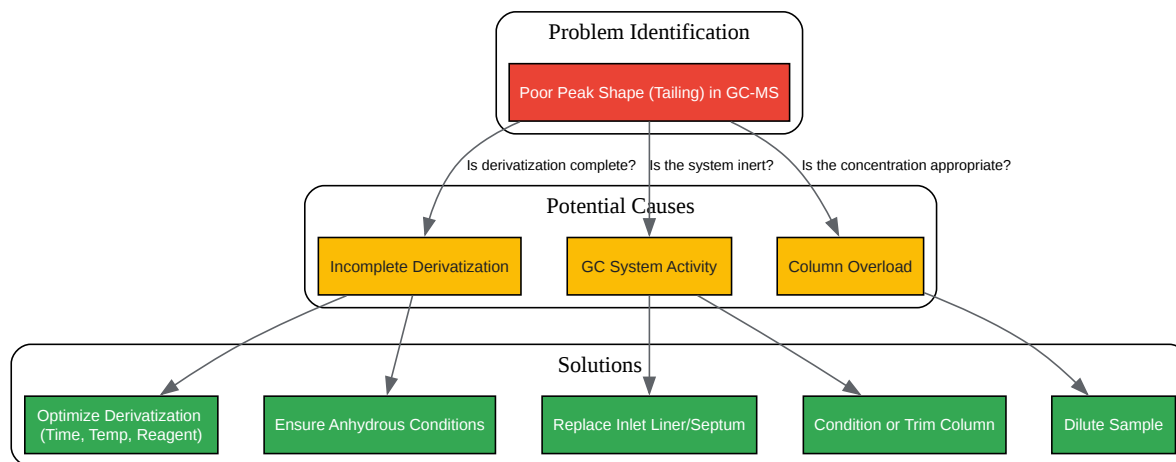 Problem Identification
Poor Peak Shape (Tailing) in GC-MS
Is derivatization complete?
Is the system inert?
Is the concentration appropriate?
Potential Causes
Incomplete Derivatization
GC System Activity
Column Overload
Solutions
Optimize Derivatization
(Time, Temp, Reagent)
Ensure Anhydrous Conditions
Replace Inlet Liner/Septum
Condition or Trim Column
Dilute Sample